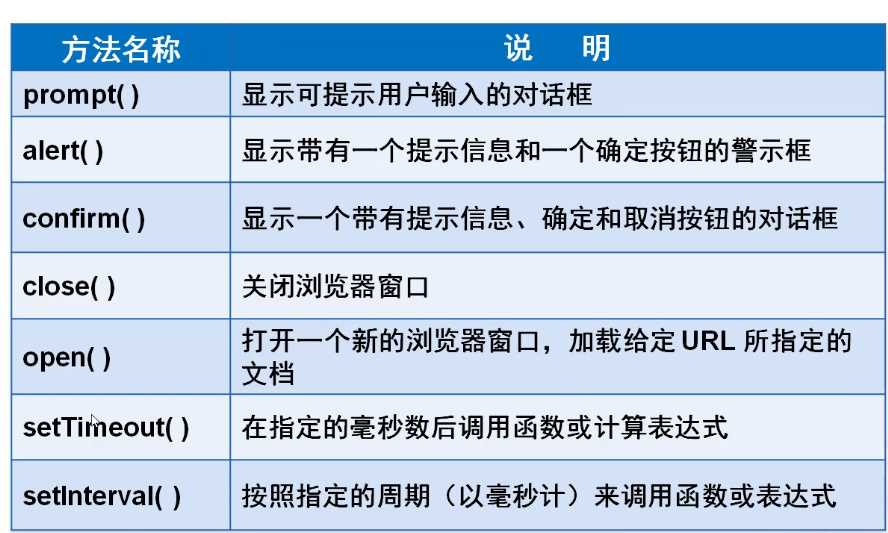 方法名称 说 明
prompt( ) 显示可提示用户输入的对话框
alert( ) 显示带有一个提示信息和一个确定按钮的警示框
confirm( ) 显示一个带有提示信息、确定和取消按钮的对话框
close( ) 关闭浏览器窗口
open( ) 打开一个新的浏览器窗口，加载给定 URL 所指定的
文档
setTimeout( ) 在指定的毫秒数后调用函数或计算表达式
setInterval( ) 按照指定的周期（以毫秒计）来调用函数或表达式